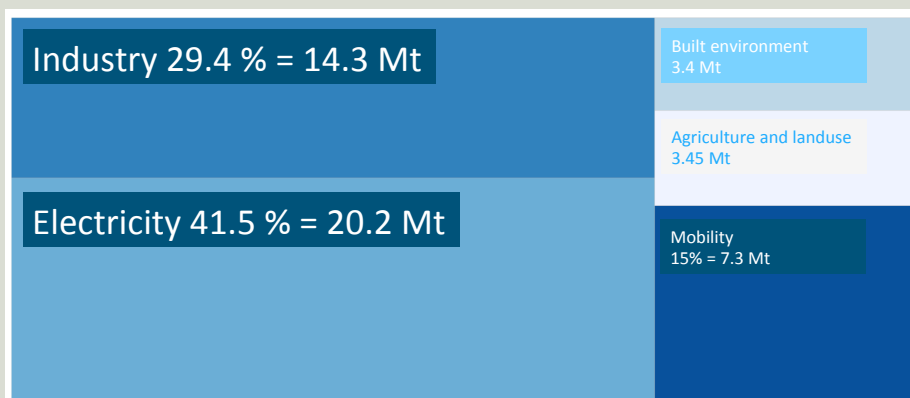 Industry 29.4 % = 14.3 Mt
Electricity 41.5 % = 20.2 Mt
Built environment
3.4 Mt
Agriculture and landuse
3.45 Mt
Mobility
15% = 7.3 Mt